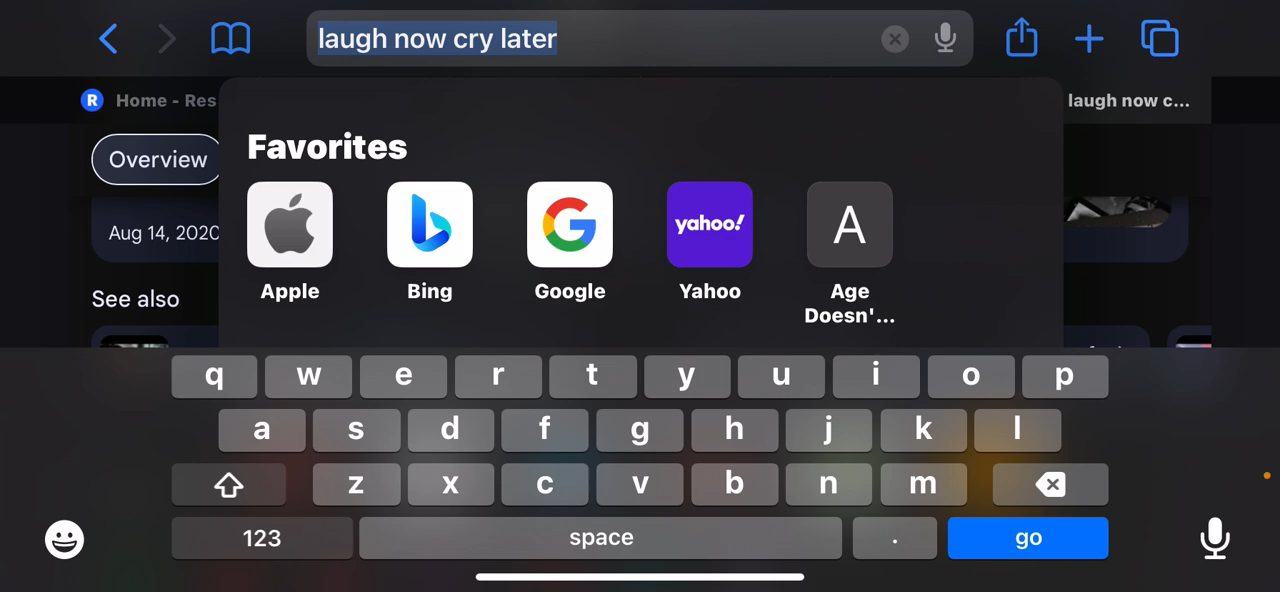 laugh now cry later
R Home - Res
laugh now c...
Overview
Favorites
Aug 14, 2020
yahoo!
A
See also
Apple
Bing
Google
Yahoo
Age
Doesn'...
q w e r t y u i o p
a s d f g h j k l
z x c v b n m
123 space . go